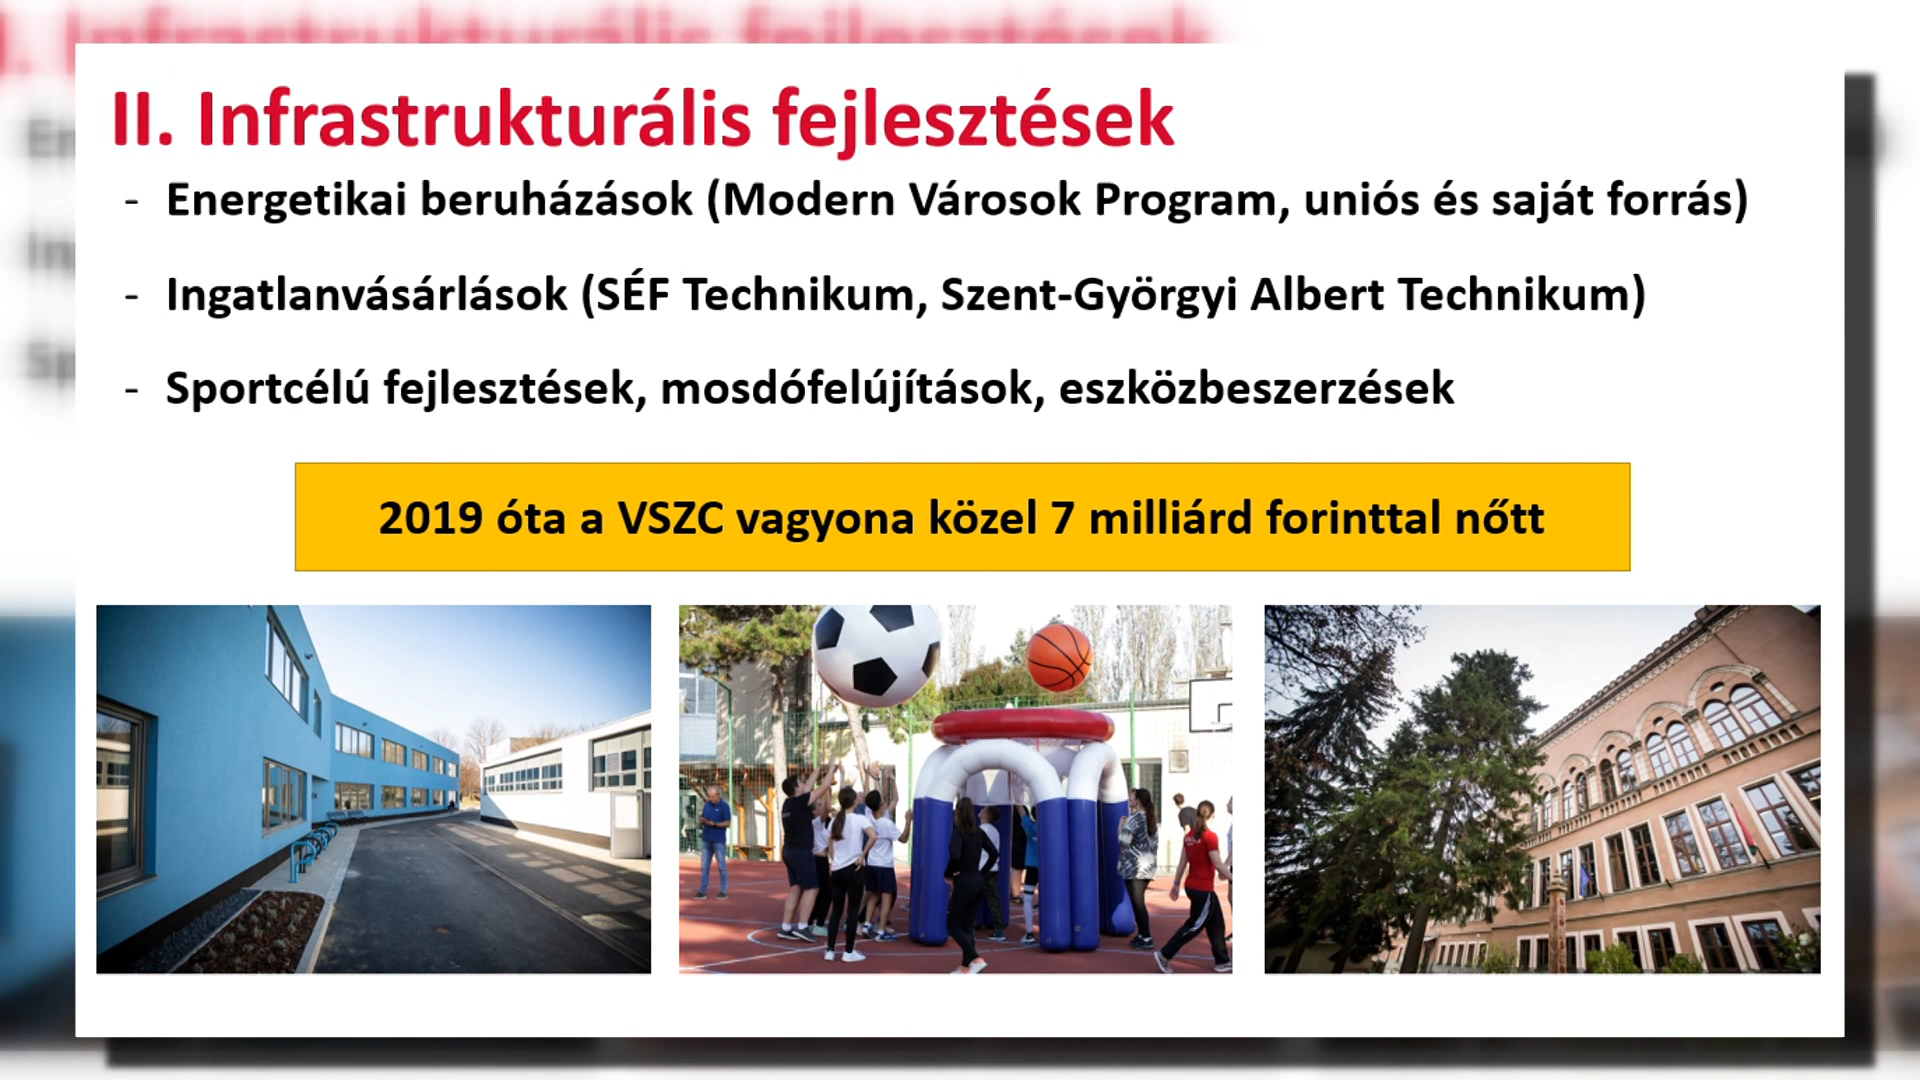 II. Infrastrukturális fejlesztések
- Energetikai beruházások (Modern Városok Program, uniós és saját forrás)
- Ingatlanvásárlások (SÉF Technikum, Szent-Györgyi Albert Technikum)
- Sportcélú fejlesztések, mosdófelújítások, eszközbeszerzések
2019 óta a VSZC vagyona közel 7 milliárd forinttal nőtt